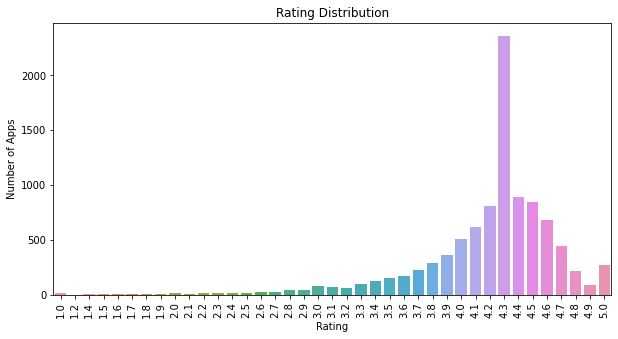 Rating Distribution
Number of Apps
2000
1500
1000
500
0
1.0 1.2 1.4 1.5 1.6 1.7 1.8 1.9 2.0 2.1 2.2 2.3 2.4 2.5 2.6 2.7 2.8 2.9 3.0 3.1 3.2 3.3 3.4 3.5 3.6 3.7 3.8 3.9 4.0 4.1 4.2 4.3 4.4 4.5 4.6 4.7 4.8 4.9 5.0
Rating